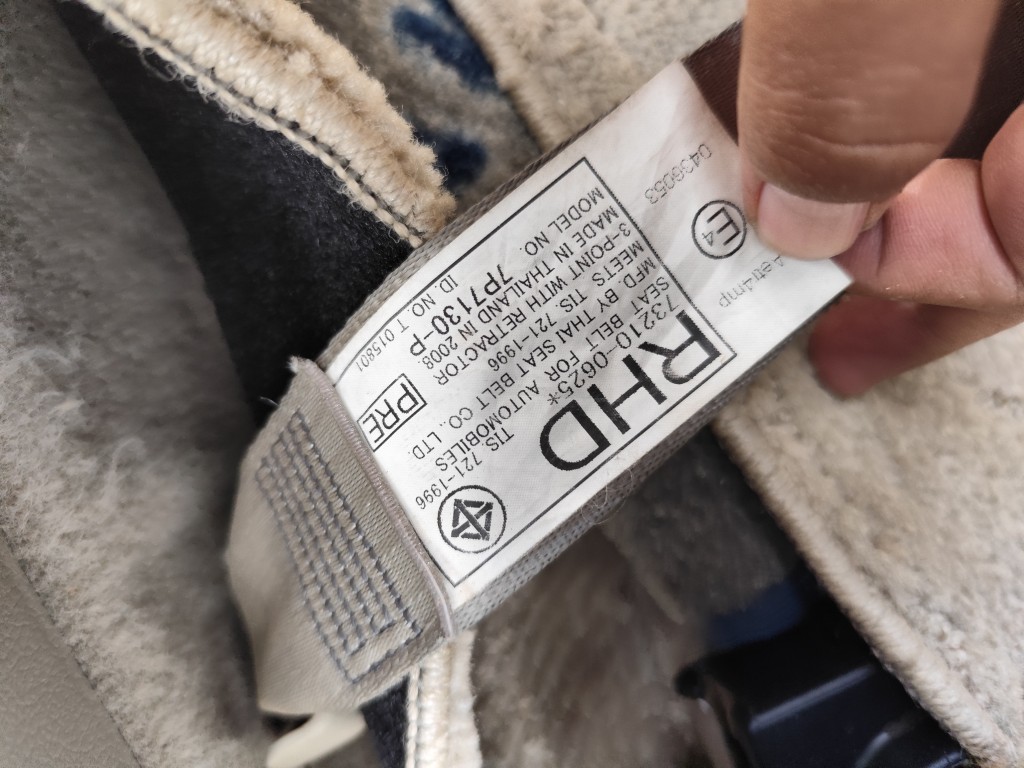 0436053
E4
Aetr4mp
RHD
73210-0625*
SEAT BELT FOR AUTOMOBILES
MFD. BY THAI SEAT BELT CO., LTD.
MEETS TIS. 721-1996
3-POINT WITH RETRACTOR
MADE IN THAILAND IN 2008
MODEL NO. 7P7130-P
ID. NO. T 015801
PRE
TIS. 721-1996